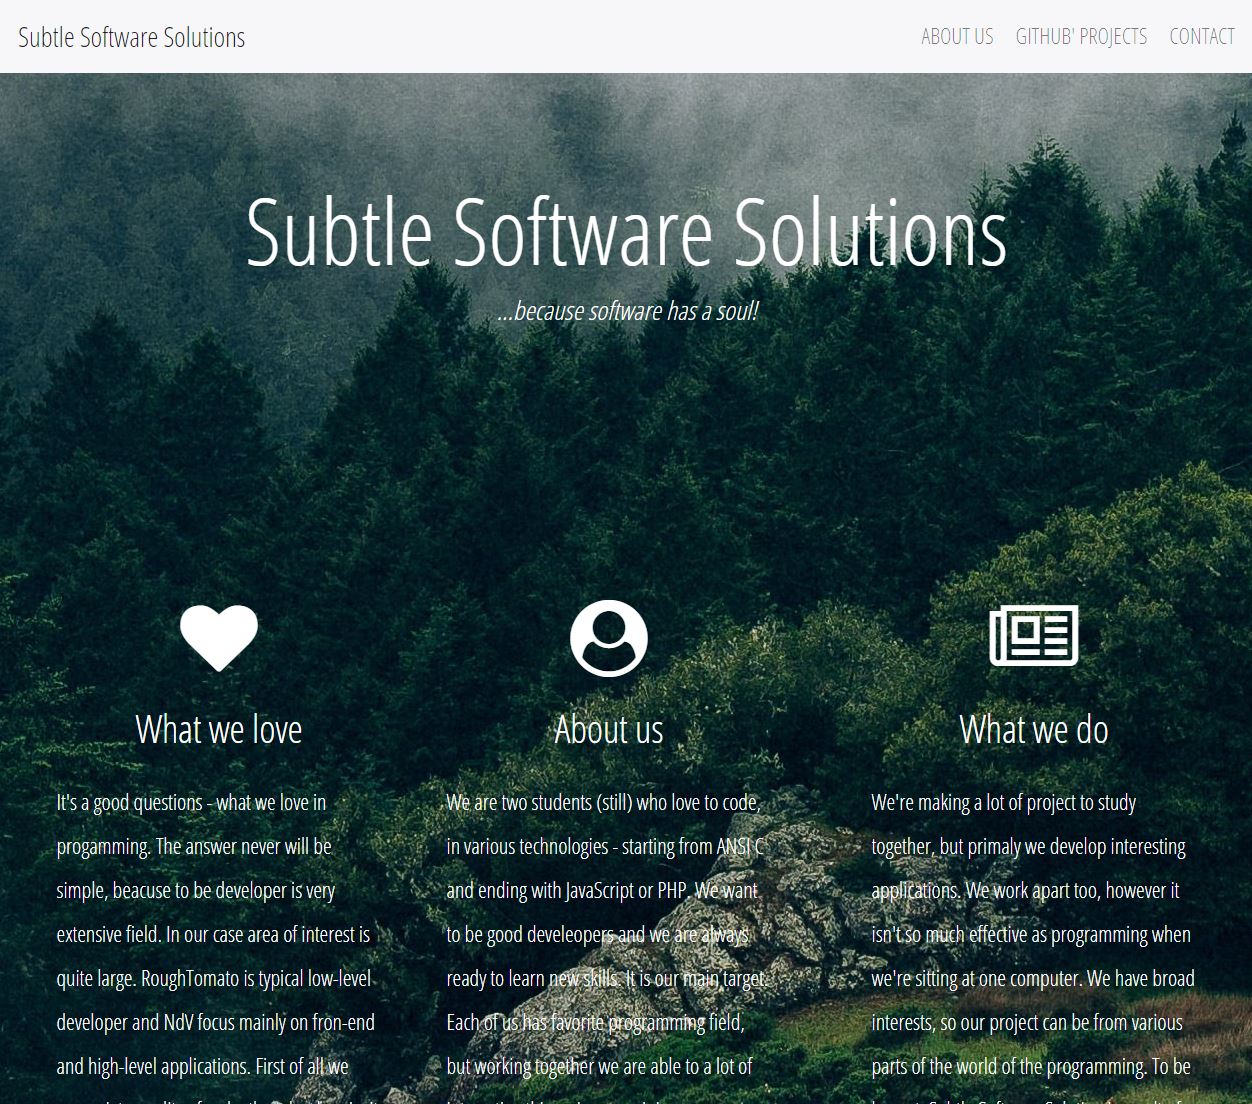 Subtle Software Solutions
ABOUT US GITHUB' PROJECTS CONTACT
Subtle Software Solutions
...because software has a soul!
What we love
It's a good questions - what we love in
progamming. The answer never will be
simple, beacuse to be developer is very
extensive field. In our case area of interest is
quite large. RoughTomato is typical low-level
developer and NdV focus mainly on fron-end
and high-level applications. First of all we
About us
We are two students (still) who love to code,
in various technologies - starting from ANSI C
and ending with JavaScript or PHP. We want
to be good develeopers and we are always
ready to learn new skills. It is our main target.
Each of us has favorite programming field,
but working together we are able to a lot of
What we do
We're making a lot of project to study
together, but primaly we develop interesting
applications. We work apart too, however it
isn't so much effective as programming when
we're sitting at one computer. We have broad
interests, so our project can be from various
parts of the world of the programming. To be